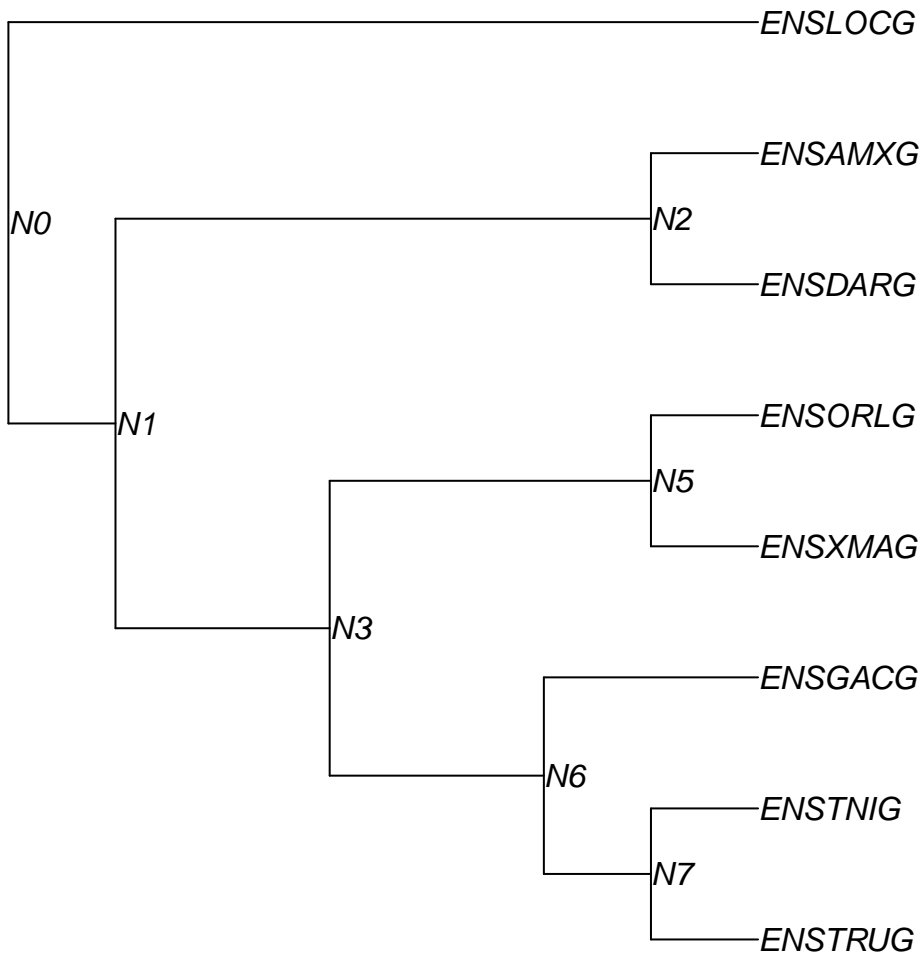 ENSLOCG
ENSAMXG
N0
N2
ENSDARG
ENSORLG
N1
N5
ENSXMAG
N3
ENSGACG
N6
ENSTNIG
N7
ENSTRUG